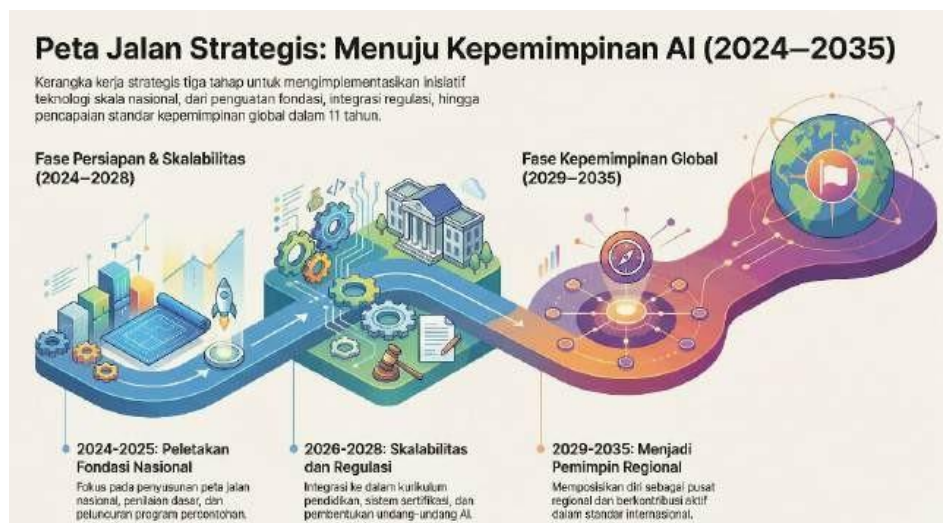 Peta Jalan Strategis: Menuju Kepemimpinan AI (2024–2035)
Kerangka kerja strategis tiga tahap untuk mengimplementasikan inisiatif
teknologi skala nasional, dari penguatan fondasi, integrasi regulasi, hingga
pencapaian standar kepemimpinan global dalam 11 tahun.
Fase Persiapan & Skalabilitas
(2024–2028)
Fase Kepemimpinan Global
(2029–2035)
2024-2025: Peletakan
Fondasi Nasional
Fokus pada penyusunan peta jalan
nasional, penilaian dasar, dan
peluncuran program percontohan.
2026-2028: Skalabilitas
dan Regulasi
Integrasi ke dalam kurikulum
pendidikan, sistem sertifikasi, dan
pembentukan undang-undang AI.
2029-2035: Menjadi
Pemimpin Regional
Memposisikan diri sebagai pusat
regional dan berkontribusi aktif
dalam standar internasional.